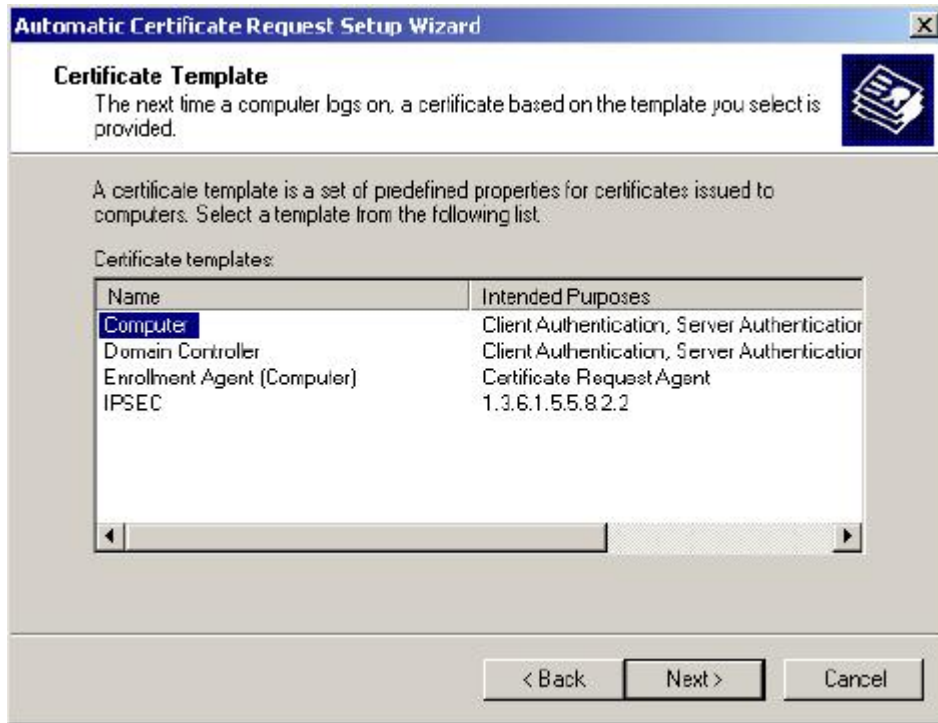 Automatic Certificate Request Setup Wizard
Certificate Template
The next time a computer logs on, a certificate based on the template you select is
provided.
A certificate template is a set of predefined properties for certificates issued to
computers. Select a template from the following list.
Certificate templates:
Name Intended Purposes
Computer Client Authentication, Server Authentication
Domain Controller Client Authentication, Server Authentication
Enrollment Agent (Computer) Certificate Request Agent
IPSEC 1.3.6.1.5.5.8.2.2
< Back Next > Cancel